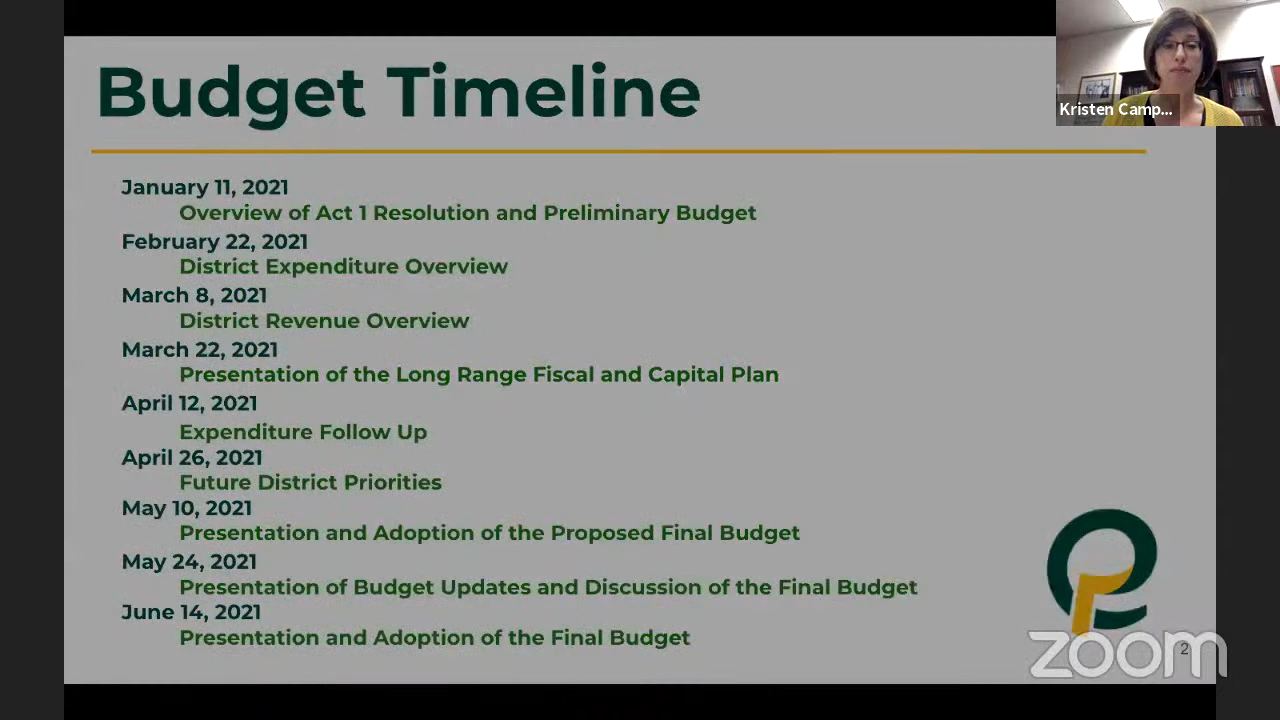 Budget Timeline
Kristen Camp...
January 11, 2021
Overview of Act 1 Resolution and Preliminary Budget
February 22, 2021
District Expenditure Overview
March 8, 2021
District Revenue Overview
March 22, 2021
Presentation of the Long Range Fiscal and Capital Plan
April 12, 2021
Expenditure Follow Up
April 26, 2021
Future District Priorities
May 10, 2021
Presentation and Adoption of the Proposed Final Budget
May 24, 2021
Presentation of Budget Updates and Discussion of the Final Budget
June 14, 2021
Presentation and Adoption of the Final Budget
zoom
2